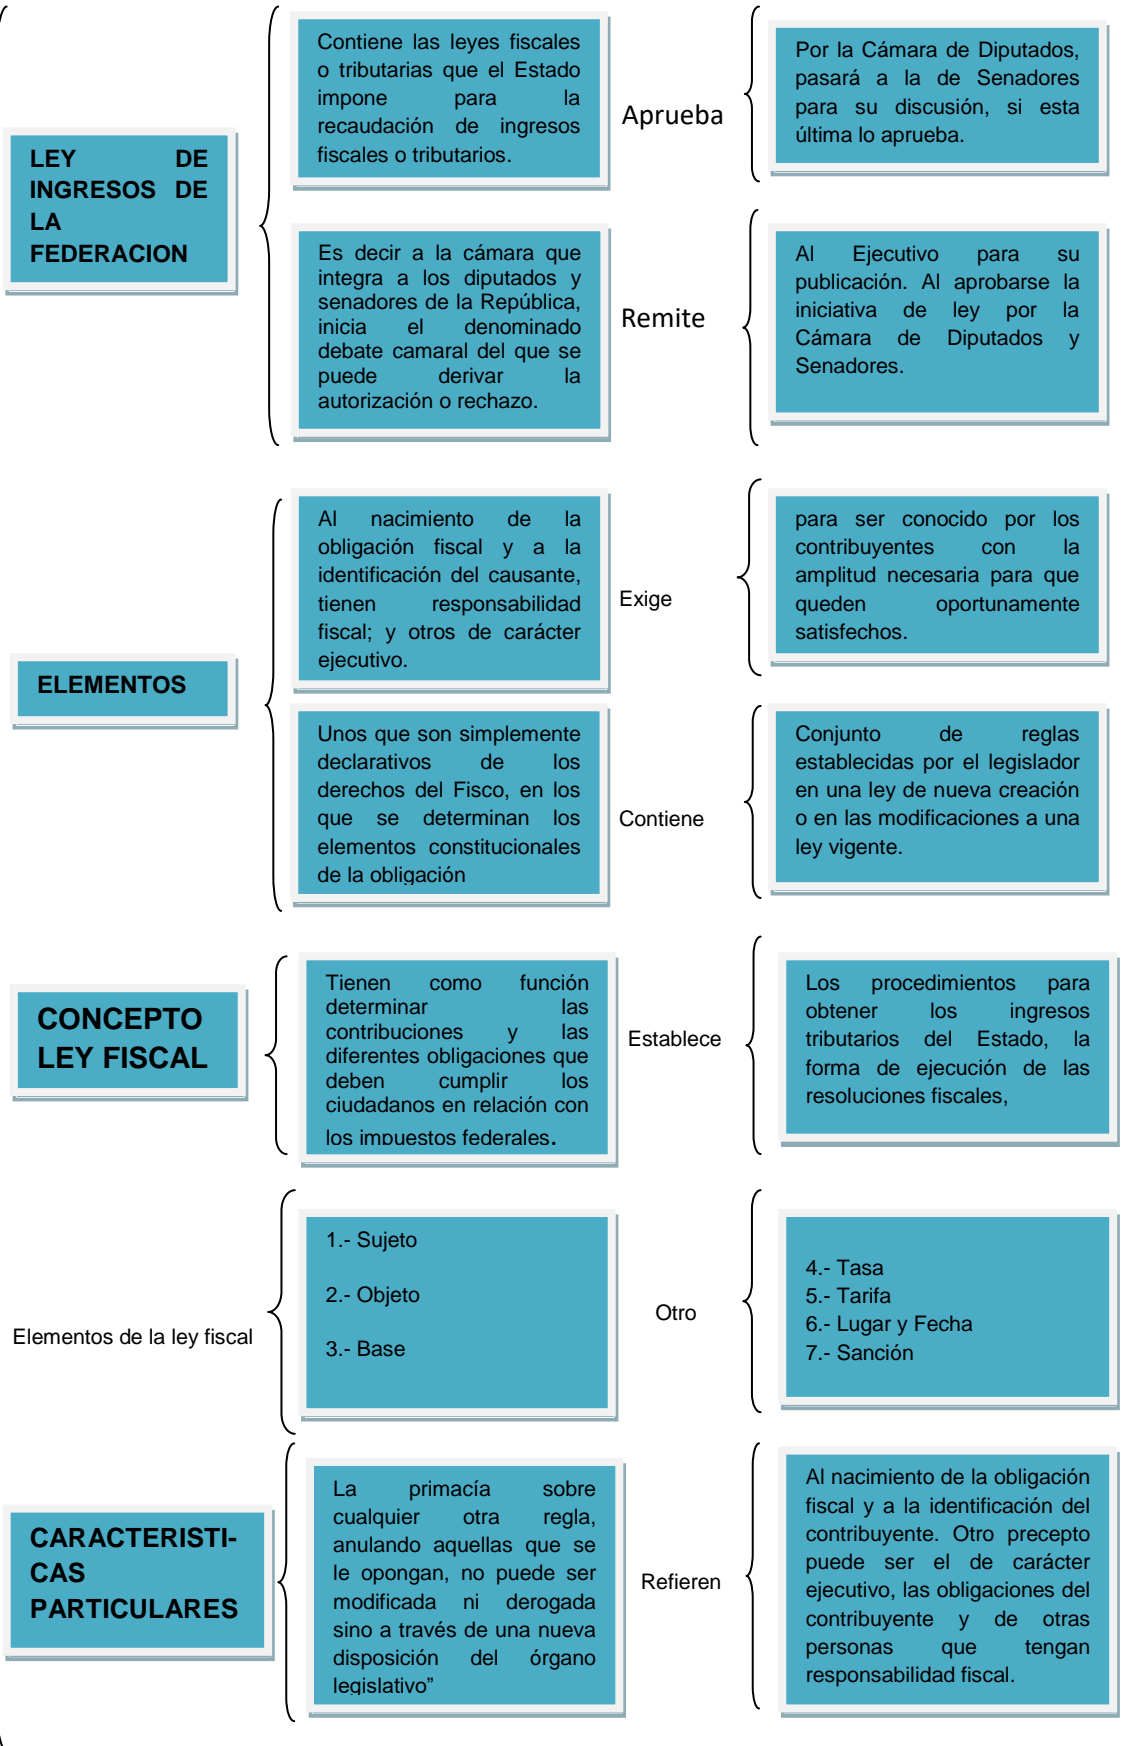 LEY DE
INGRESOS DE
LA
FEDERACION
Contiene las leyes fiscales
o tributarias que el Estado
impone para la
recaudación de ingresos
fiscales o tributarios.
Aprueba
Por la Cámara de Diputados,
pasará a la de Senadores
para su discusión, si esta
última lo aprueba.
Es decir a la cámara que
integra a los diputados y
senadores de la República,
inicia el denominado
debate camaral del que se
puede derivar la
autorización o rechazo.
Remite
Al Ejecutivo para su
publicación. Al aprobarse la
iniciativa de ley por la
Cámara de Diputados y
Senadores.
ELEMENTOS
Al nacimiento de la
obligación fiscal y a la
identificación del causante,
tienen responsabilidad
fiscal; y otros de carácter
ejecutivo.
Exige
para ser conocido por los
contribuyentes con la
amplitud necesaria para que
queden oportunamente
satisfechos.
Unos que son simplemente
declarativos de los
derechos del Fisco, en los
que se determinan los
elementos constitucionales
de la obligación
Contiene
Conjunto de reglas
establecidas por el legislador
en una ley de nueva creación
o en las modificaciones a una
ley vigente.
CONCEPTO
LEY FISCAL
Tienen como función
determinar las
contribuciones y las
diferentes obligaciones que
deben cumplir los
ciudadanos en relación con
los impuestos federales.
Establece
Los procedimientos para
obtener los ingresos
tributarios del Estado, la
forma de ejecución de las
resoluciones fiscales,
Elementos de la ley fiscal
1.- Sujeto
2.- Objeto
3.- Base
Otro
4.- Tasa
5.- Tarifa
6.- Lugar y Fecha
7.- Sanción
CARACTERISTI-
CAS
PARTICULARES
La primacía sobre
cualquier otra regla,
anulando aquellas que se
le opongan, no puede ser
modificada ni derogada
sino a través de una nueva
disposición del órgano
legislativo”
Refieren
Al nacimiento de la obligación
fiscal y a la identificación del
contribuyente. Otro precepto
puede ser el de carácter
ejecutivo, las obligaciones del
contribuyente y de otras
personas que tengan
responsabilidad fiscal.